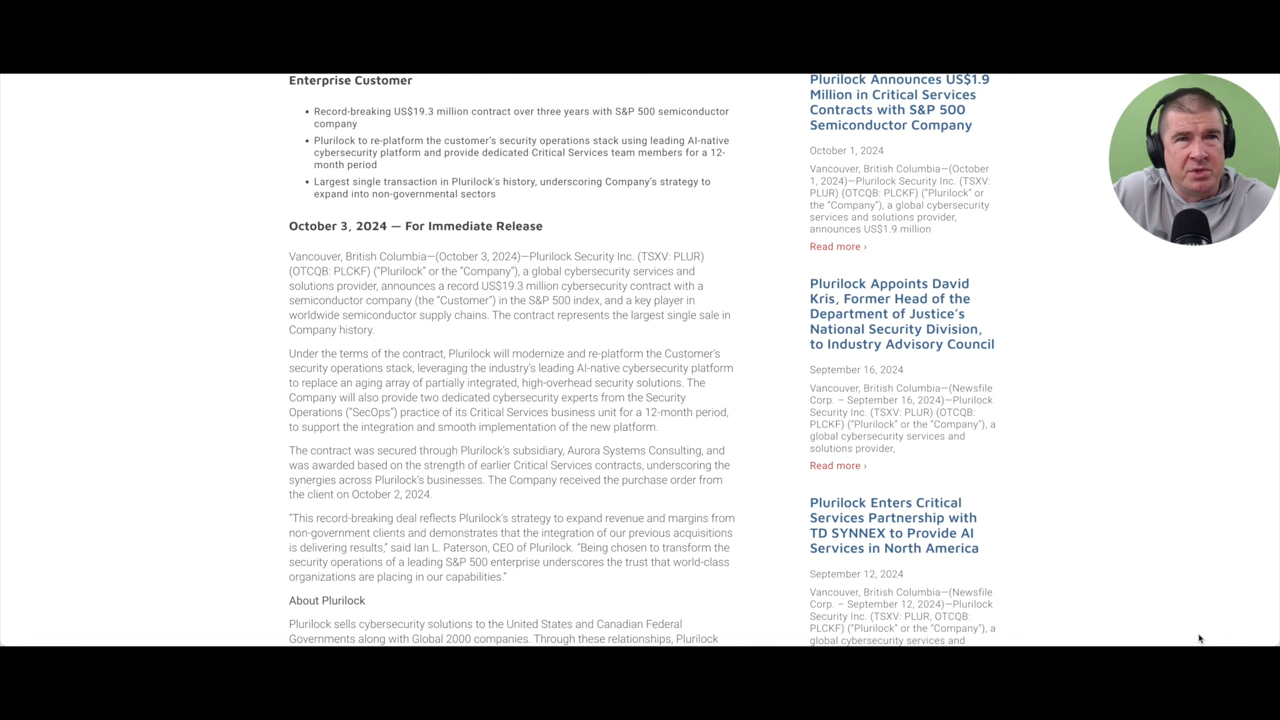 Enterprise Customer
• Record-breaking US$19.3 million contract over three years with S&P 500 semiconductor
company
• Plurilock to re-platform the customer's security operations stack using leading AI-native
cybersecurity platform and provide dedicated Critical Services team members for a 12-
month period
• Largest single transaction in Plurilock's history, underscoring Company's strategy to
expand into non-governmental sectors
October 3, 2024 — For Immediate Release
Vancouver, British Columbia—(October 3, 2024)—Plurilock Security Inc. (TSXV: PLUR)
(OTCQB: PLCKF) ("Plurilock" or the "Company"), a global cybersecurity services and
solutions provider, announces a record US$19.3 million cybersecurity contract with a
semiconductor company (the "Customer") in the S&P 500 index, and a key player in
worldwide semiconductor supply chains. The contract represents the largest single sale in
Company history.
Under the terms of the contract, Plurilock will modernize and re-platform the Customer's
security operations stack, leveraging the industry's leading AI-native cybersecurity platform
to replace an aging array of partially integrated, high-overhead security solutions. The
Company will also provide two dedicated cybersecurity experts from the Security
Operations ("SecOps") practice of its Critical Services business unit for a 12-month period,
to support the integration and smooth implementation of the new platform.
The contract was secured through Plurilock's subsidiary, Aurora Systems Consulting, and
was awarded based on the strength of earlier Critical Services contracts, underscoring the
synergies across Plurilock's businesses. The Company received the purchase order from
the client on October 2, 2024.
"This record-breaking deal reflects Plurilock's strategy to expand revenue and margins from
non-government clients and demonstrates that the integration of our previous acquisitions
is delivering results," said Ian L. Paterson, CEO of Plurilock. "Being chosen to transform the
security operations of a leading S&P 500 enterprise underscores the trust that world-class
organizations are placing in our capabilities."
About Plurilock
Plurilock sells cybersecurity solutions to the United States and Canadian Federal
Governments along with Global 2000 companies. Through these relationships, Plurilock
Plurilock Announces US$1.9
Million in Critical Services
Contracts with S&P 500
Semiconductor Company
October 1, 2024
Vancouver, British Columbia—(October
1, 2024)—Plurilock Security Inc. (TSXV:
PLUR) (OTCQB: PLCKF) ("Plurilock" or
the "Company"), a global cybersecurity
services and solutions provider,
announces US$1.9 million
Read more ›
Plurilock Appoints David
Kris, Former Head of the
Department of Justice's
National Security Division,
to Industry Advisory Council
September 16, 2024
Vancouver, British Columbia—(Newsfile
Corp. – September 16, 2024)—Plurilock
Security Inc. (TSXV: PLUR) (OTCQB:
PLCKF) ("Plurilock" or the "Company"), a
global cybersecurity services and
solutions provider,
Read more ›
Plurilock Enters Critical
Services Partnership with
TD SYNNEX to Provide AI
Services in North America
September 12, 2024
Vancouver, British Columbia—(Newsfile
Corp. – September 12, 2024)—Plurilock
Security Inc. (TSXV: PLUR, OTCQB:
PLCKF) ("Plurilock" or the "Company"), a
global cybersecurity services and